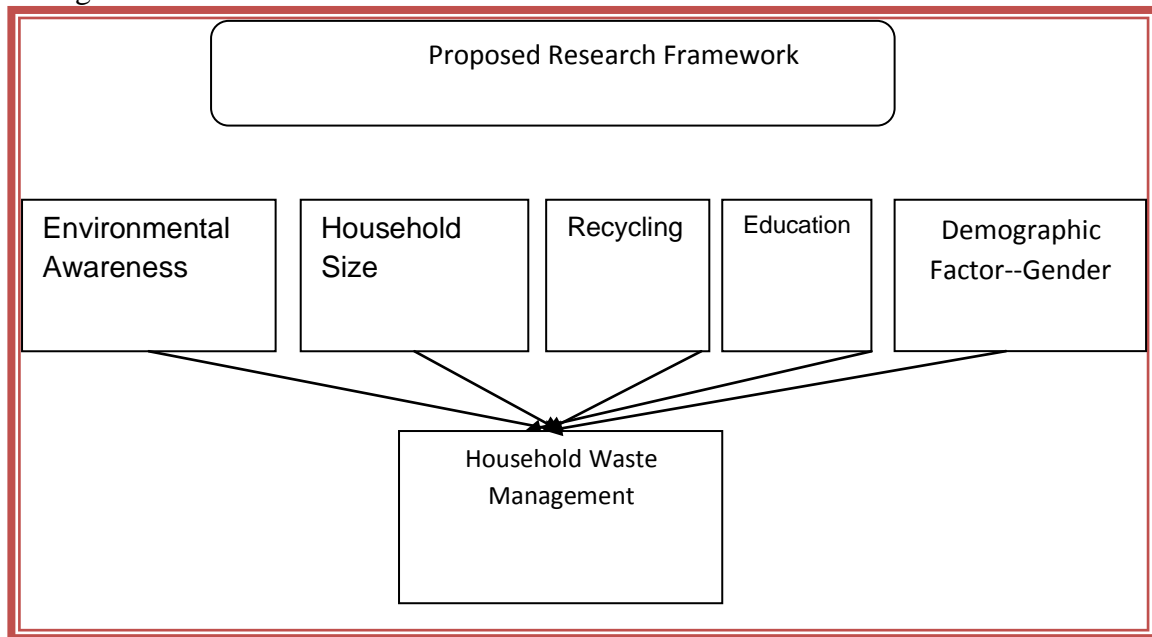 Proposed Research Framework
Environmental
Awareness
Household
Size
Recycling
Education
Demographic
Factor--Gender
Household Waste
Management